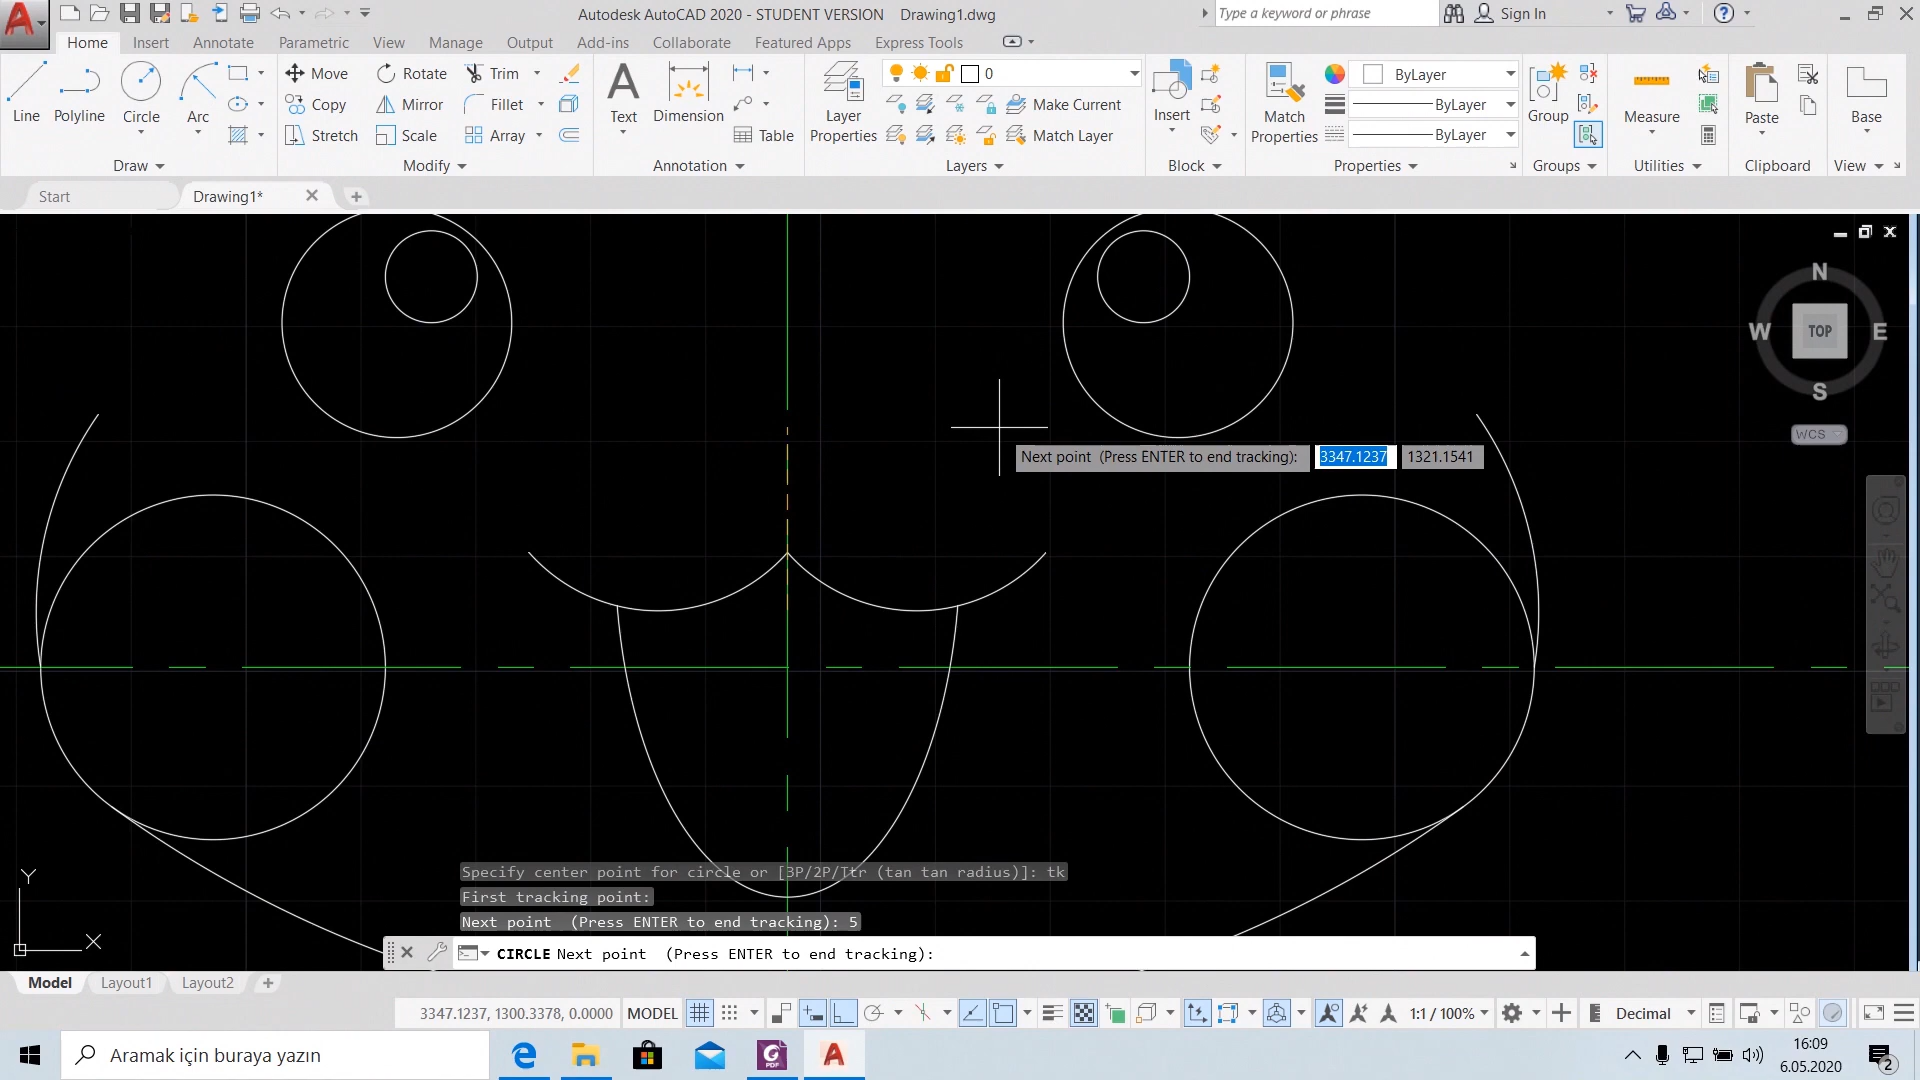 Autodesk AutoCAD 2020 - STUDENT VERSION Drawing1.dwg
Type a keyword or phrase
Sign In
Home Insert Annotate Parametric View Manage Output Add-ins Collaborate Featured Apps Express Tools
Move Rotate Trim
0
ByLayer
Copy Mirror Fillet
Make Current
ByLayer
Line Polyline Circle Arc
Text Dimension
Layer
Properties
Insert
Match
Properties
Group Measure Paste Base
Stretch Scale Array
Table
Match Layer
ByLayer
Draw Modify Annotation Layers Block Properties Groups Utilities Clipboard View
Start Drawing1*
N
W TOP E
S
WCS
Next point (Press ENTER to end tracking): 3347.1237 1321.1541
Specify center point for circle or [3P/2P/Ttr (tan tan radius)]: tk
First tracking point:
Next point (Press ENTER to end tracking): 5
Y
X
CIRCLE Next point (Press ENTER to end tracking):
Model Layout1 Layout2
3347.1237, 1300.3378, 0.0000 MODEL
1:1 / 100%
Decimal
Aramak için buraya yazın
16:09
6.05.2020
2